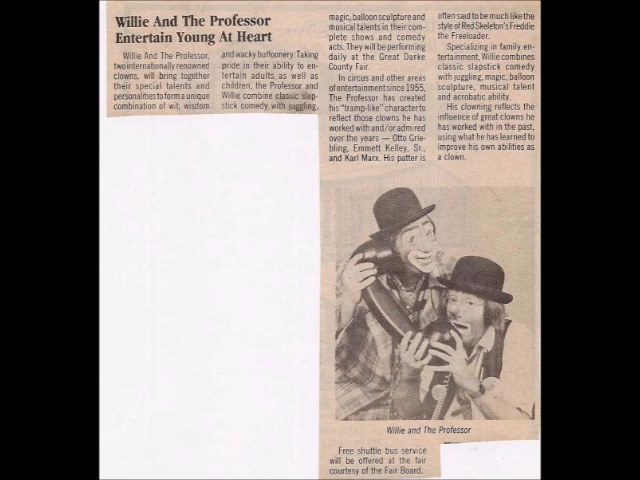 Willie And The Professor
Entertain Young At Heart
Willie And The Professor,
two internationally renowned
clowns, will bring together
their special talents and
personalities to form a unique
combination of wit, wisdom
and wacky buffoonery. Taking
pride in their ability to en-
tertain adults as well as
children, the Professor and
Willie combine classic slap-
stick comedy with juggling,
magic, balloon sculpture and
musical talents in their com-
plete shows and comedy
acts. They will be performing
daily at the Great Darke
County Fair.
In circus and other areas
of entertainment since 1955,
The Professor has created
his "tramp-like" character to
reflect those clowns he has
worked with and/or admired
over the years — Otto Grie-
bling, Emmett Kelley, Sr.,
and Karl Marx. His patter is
often said to be much like the
style of Red Skeleton's Freddie
the Freeloader.
Specializing in family en-
tertainment, Willie combines
classic slapstick comedy
with juggling, magic, balloon
sculpture, musical talent
and acrobatic ability.
His clowning reflects the
influence of great clowns he
has worked with in the past,
using what he has learned to
improve his own abilities as
a clown.
Willie and The Professor
Free shuttle bus service
will be offered at the fair
courtesy of the Fair Board.